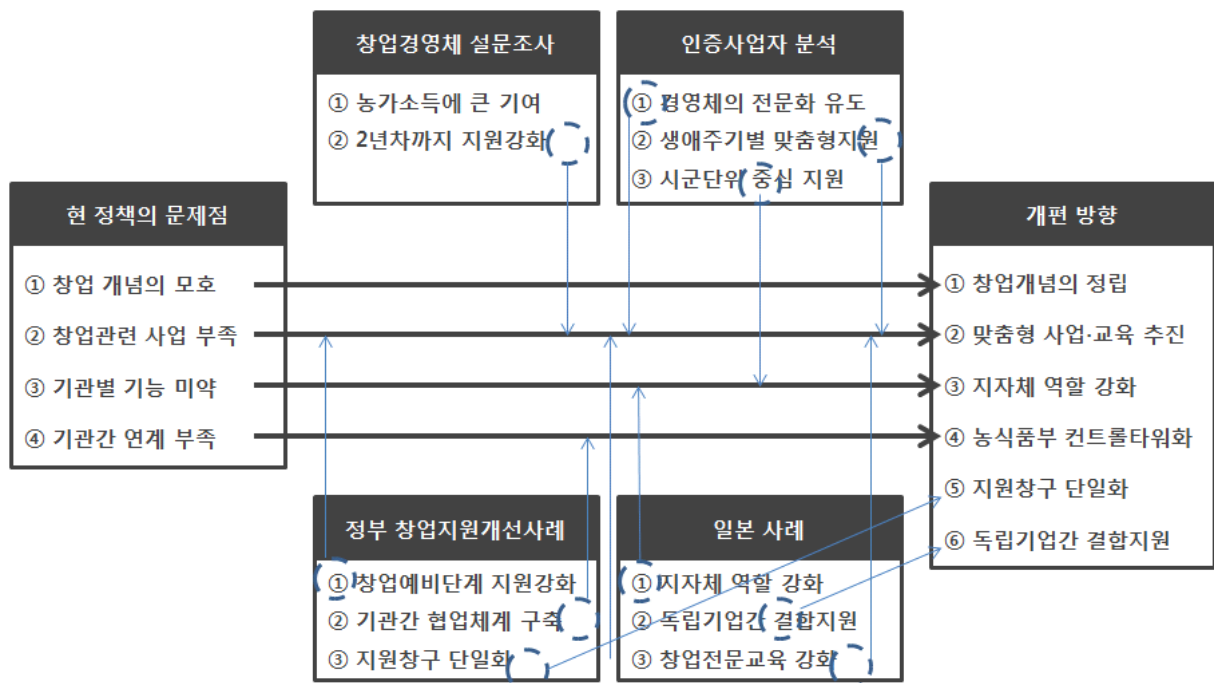 창업경영체 설문조사
① 농가소득에 큰 기여
② 2년차까지 지원강화
인증사업자 분석
① 경영체의 전문화 유도
② 생애주기별 맞춤형지원
③ 시군단위 중심 지원
현 정책의 문제점
① 창업 개념의 모호
② 창업관련 사업 부족
③ 기관별 기능 미약
④ 기관간 연계 부족
개편 방향
① 창업개념의 정립
② 맞춤형 사업·교육 추진
③ 지자체 역할 강화
④ 농식품부 컨트롤타워화
⑤ 지원창구 단일화
⑥ 독립기업간 결합지원
정부 창업지원개선사례
① 창업예비단계 지원강화
② 기관간 협업체계 구축
③ 지원창구 단일화
일본 사례
① 지자체 역할 강화
② 독립기업간 결합지원
③ 창업전문교육 강화